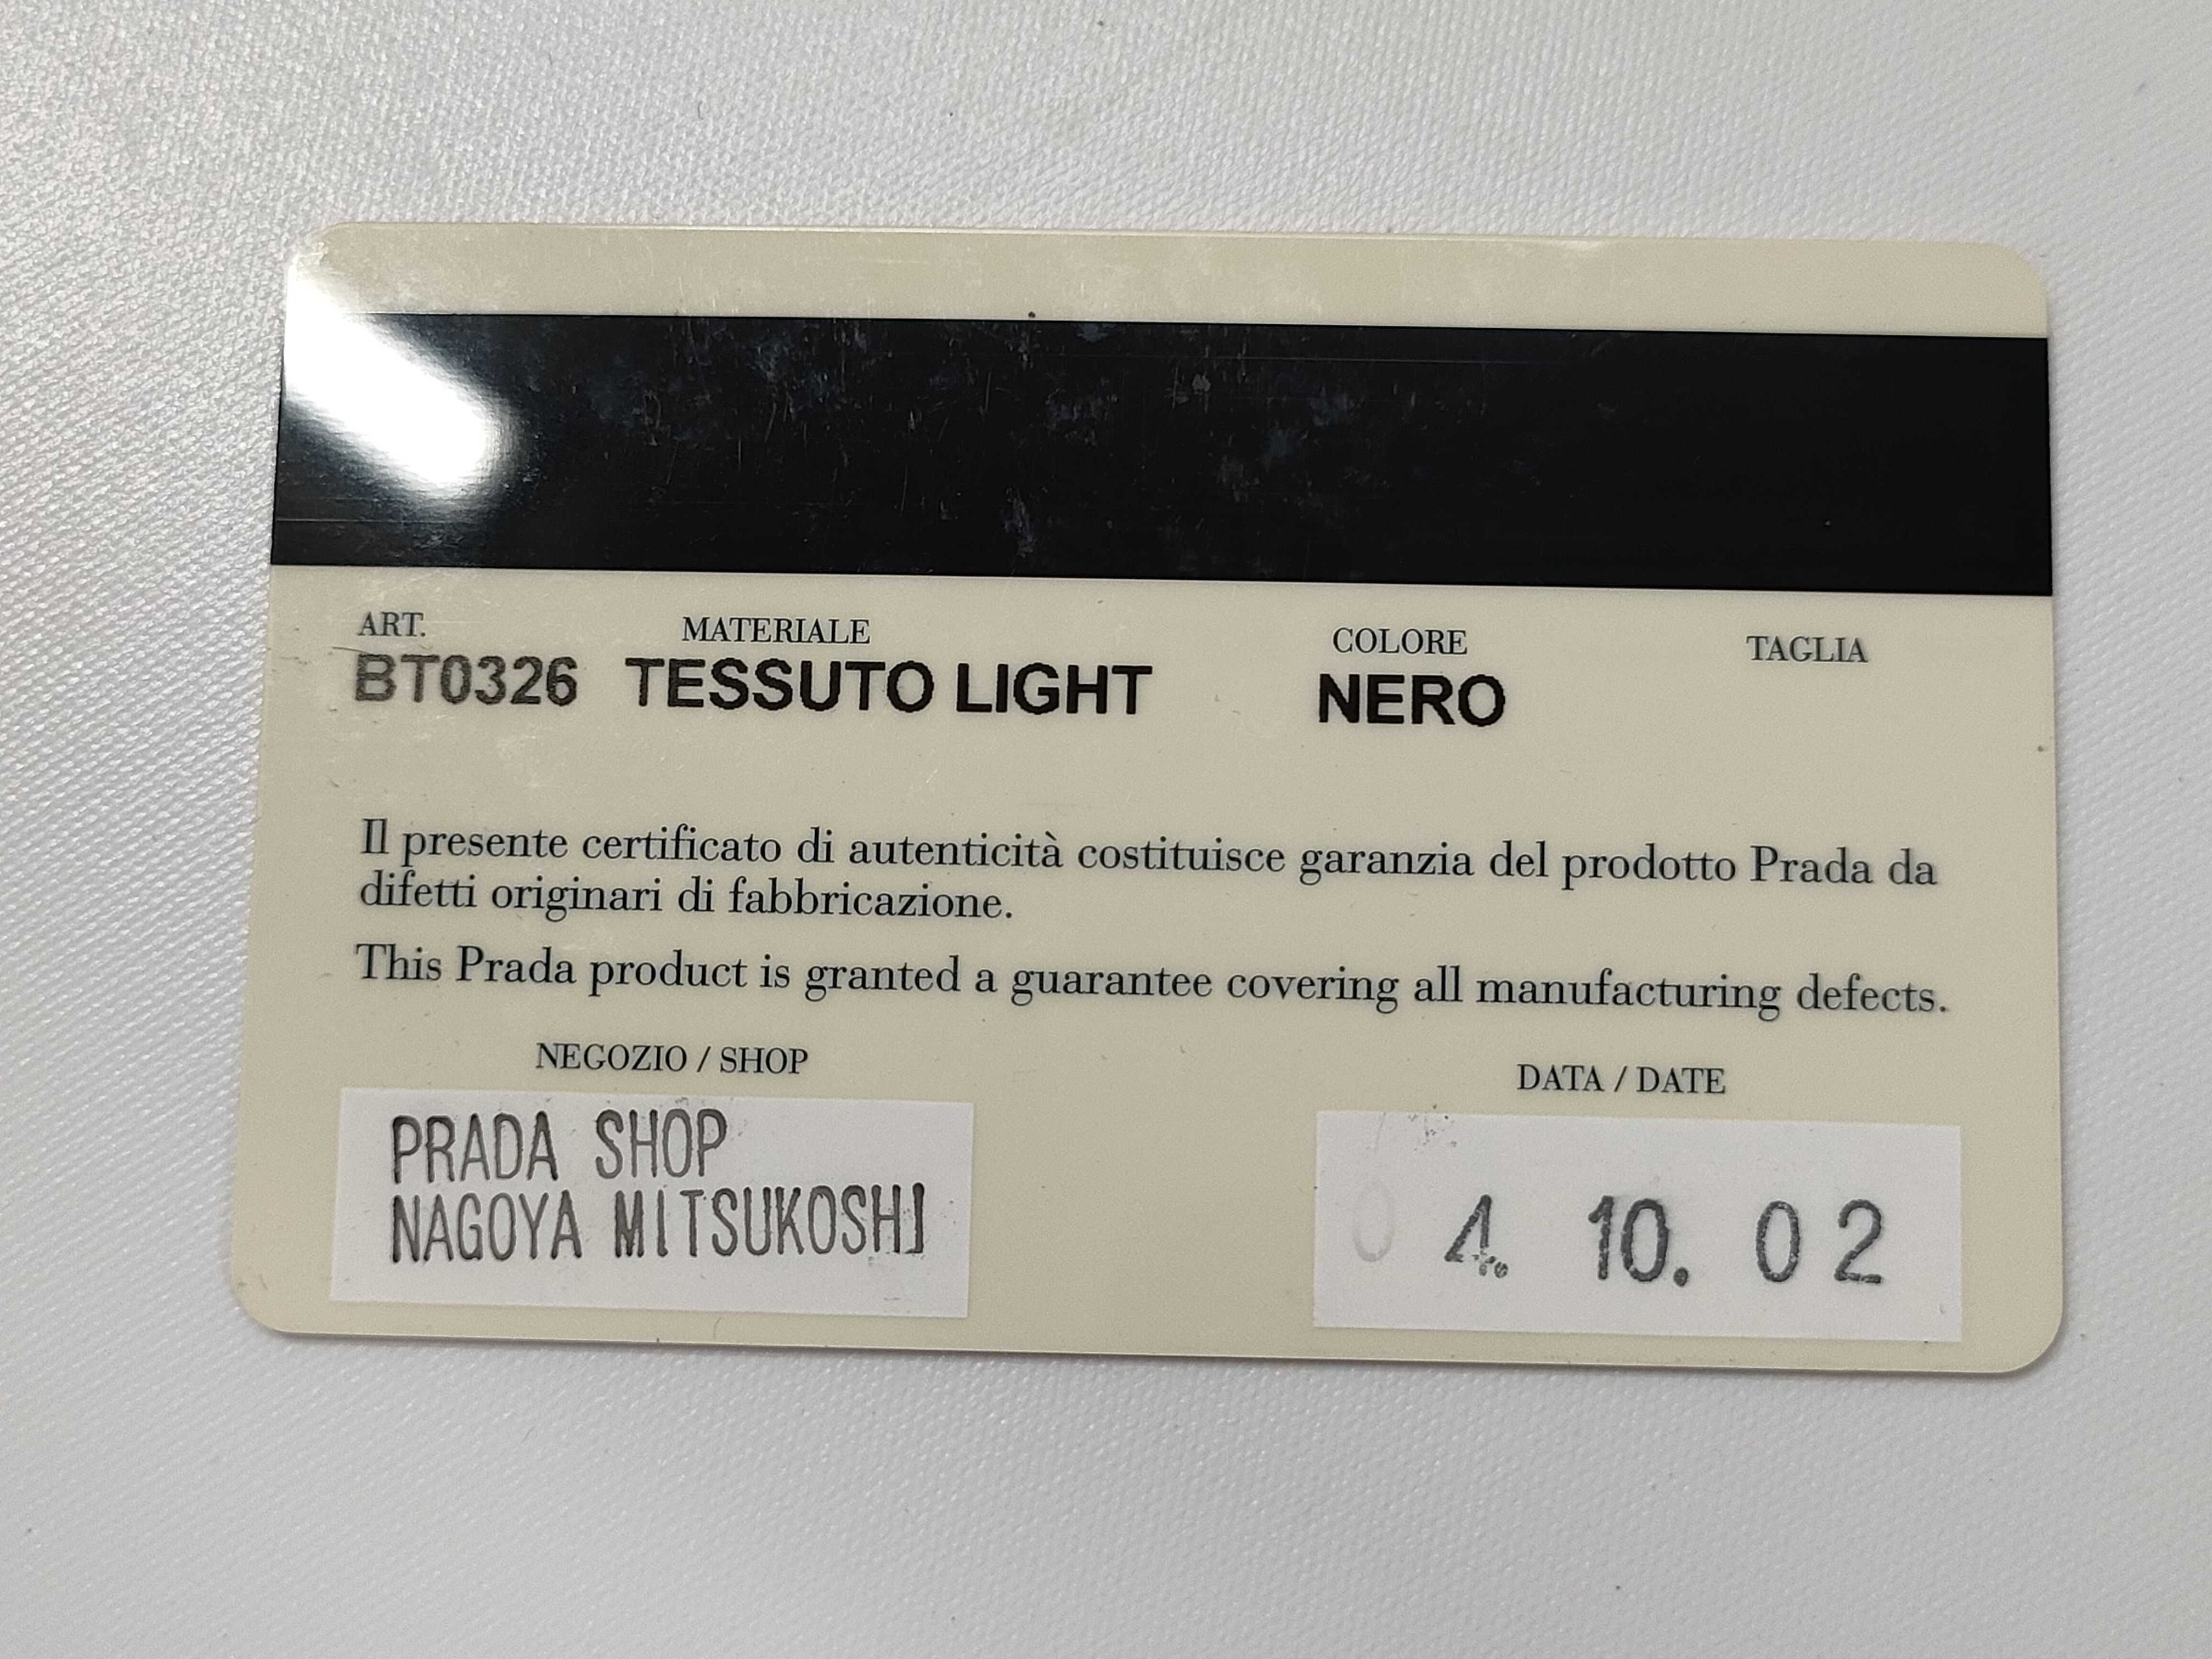 ART. MATERIALE COLORE TAGLIA
BT0326 TESSUTO LIGHT NERO
Il presente certificato di autenticità costituisce garanzia del prodotto Prada da
difetti originari di fabbricazione.
This Prada product is granted a guarantee covering all manufacturing defects.
NEGOZIO / SHOP DATA / DATE
PRADA SHOP
NAGOYA MITSUKOSHI
0 4. 10. 02